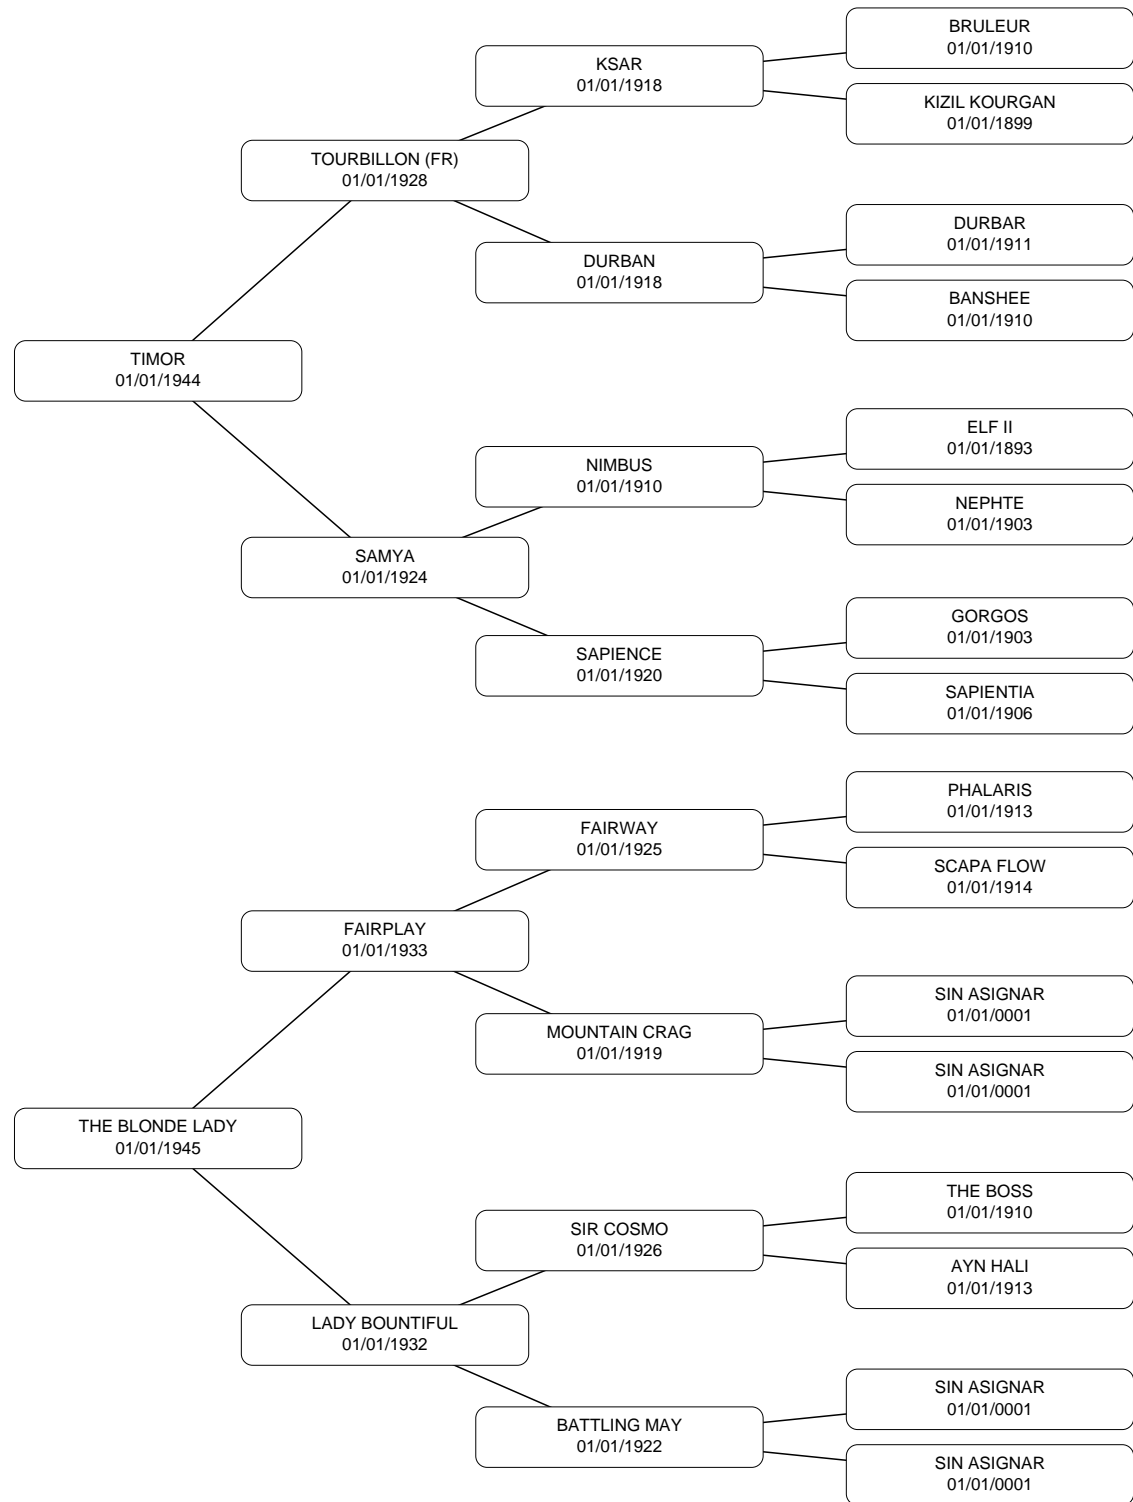 BRULEUR
01/01/1910
KSAR
01/01/1918
KIZIL KOURGAN
01/01/1899
TOURBILLON (FR)
01/01/1928
DURBAR
01/01/1911
DURBAN
01/01/1918
BANSHEE
01/01/1910
TIMOR
01/01/1944
ELF II
01/01/1893
NIMBUS
01/01/1910
NEPHTE
01/01/1903
SAMYA
01/01/1924
GORGOS
01/01/1903
SAPIENCE
01/01/1920
SAPIENTIA
01/01/1906
PHALARIS
01/01/1913
FAIRWAY
01/01/1925
SCAPA FLOW
01/01/1914
FAIRPLAY
01/01/1933
SIN ASIGNAR
01/01/0001
MOUNTAIN CRAG
01/01/1919
SIN ASIGNAR
01/01/0001
THE BLONDE LADY
01/01/1945
THE BOSS
01/01/1910
SIR COSMO
01/01/1926
AYN HALI
01/01/1913
LADY BOUNTIFUL
01/01/1932
SIN ASIGNAR
01/01/0001
BATTLING MAY
01/01/1922
SIN ASIGNAR
01/01/0001